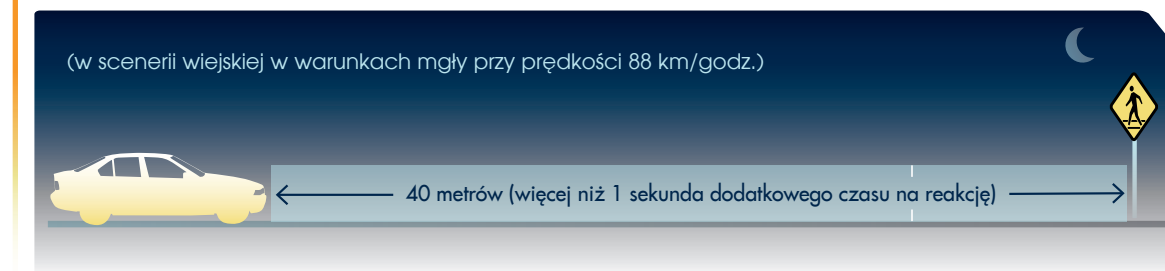 (w scenerii wiejskiej w warunkach mgły przy prędkości 88 km/godz.)
40 metrów (więcej niż 1 sekunda dodatkowego czasu na reakcję)